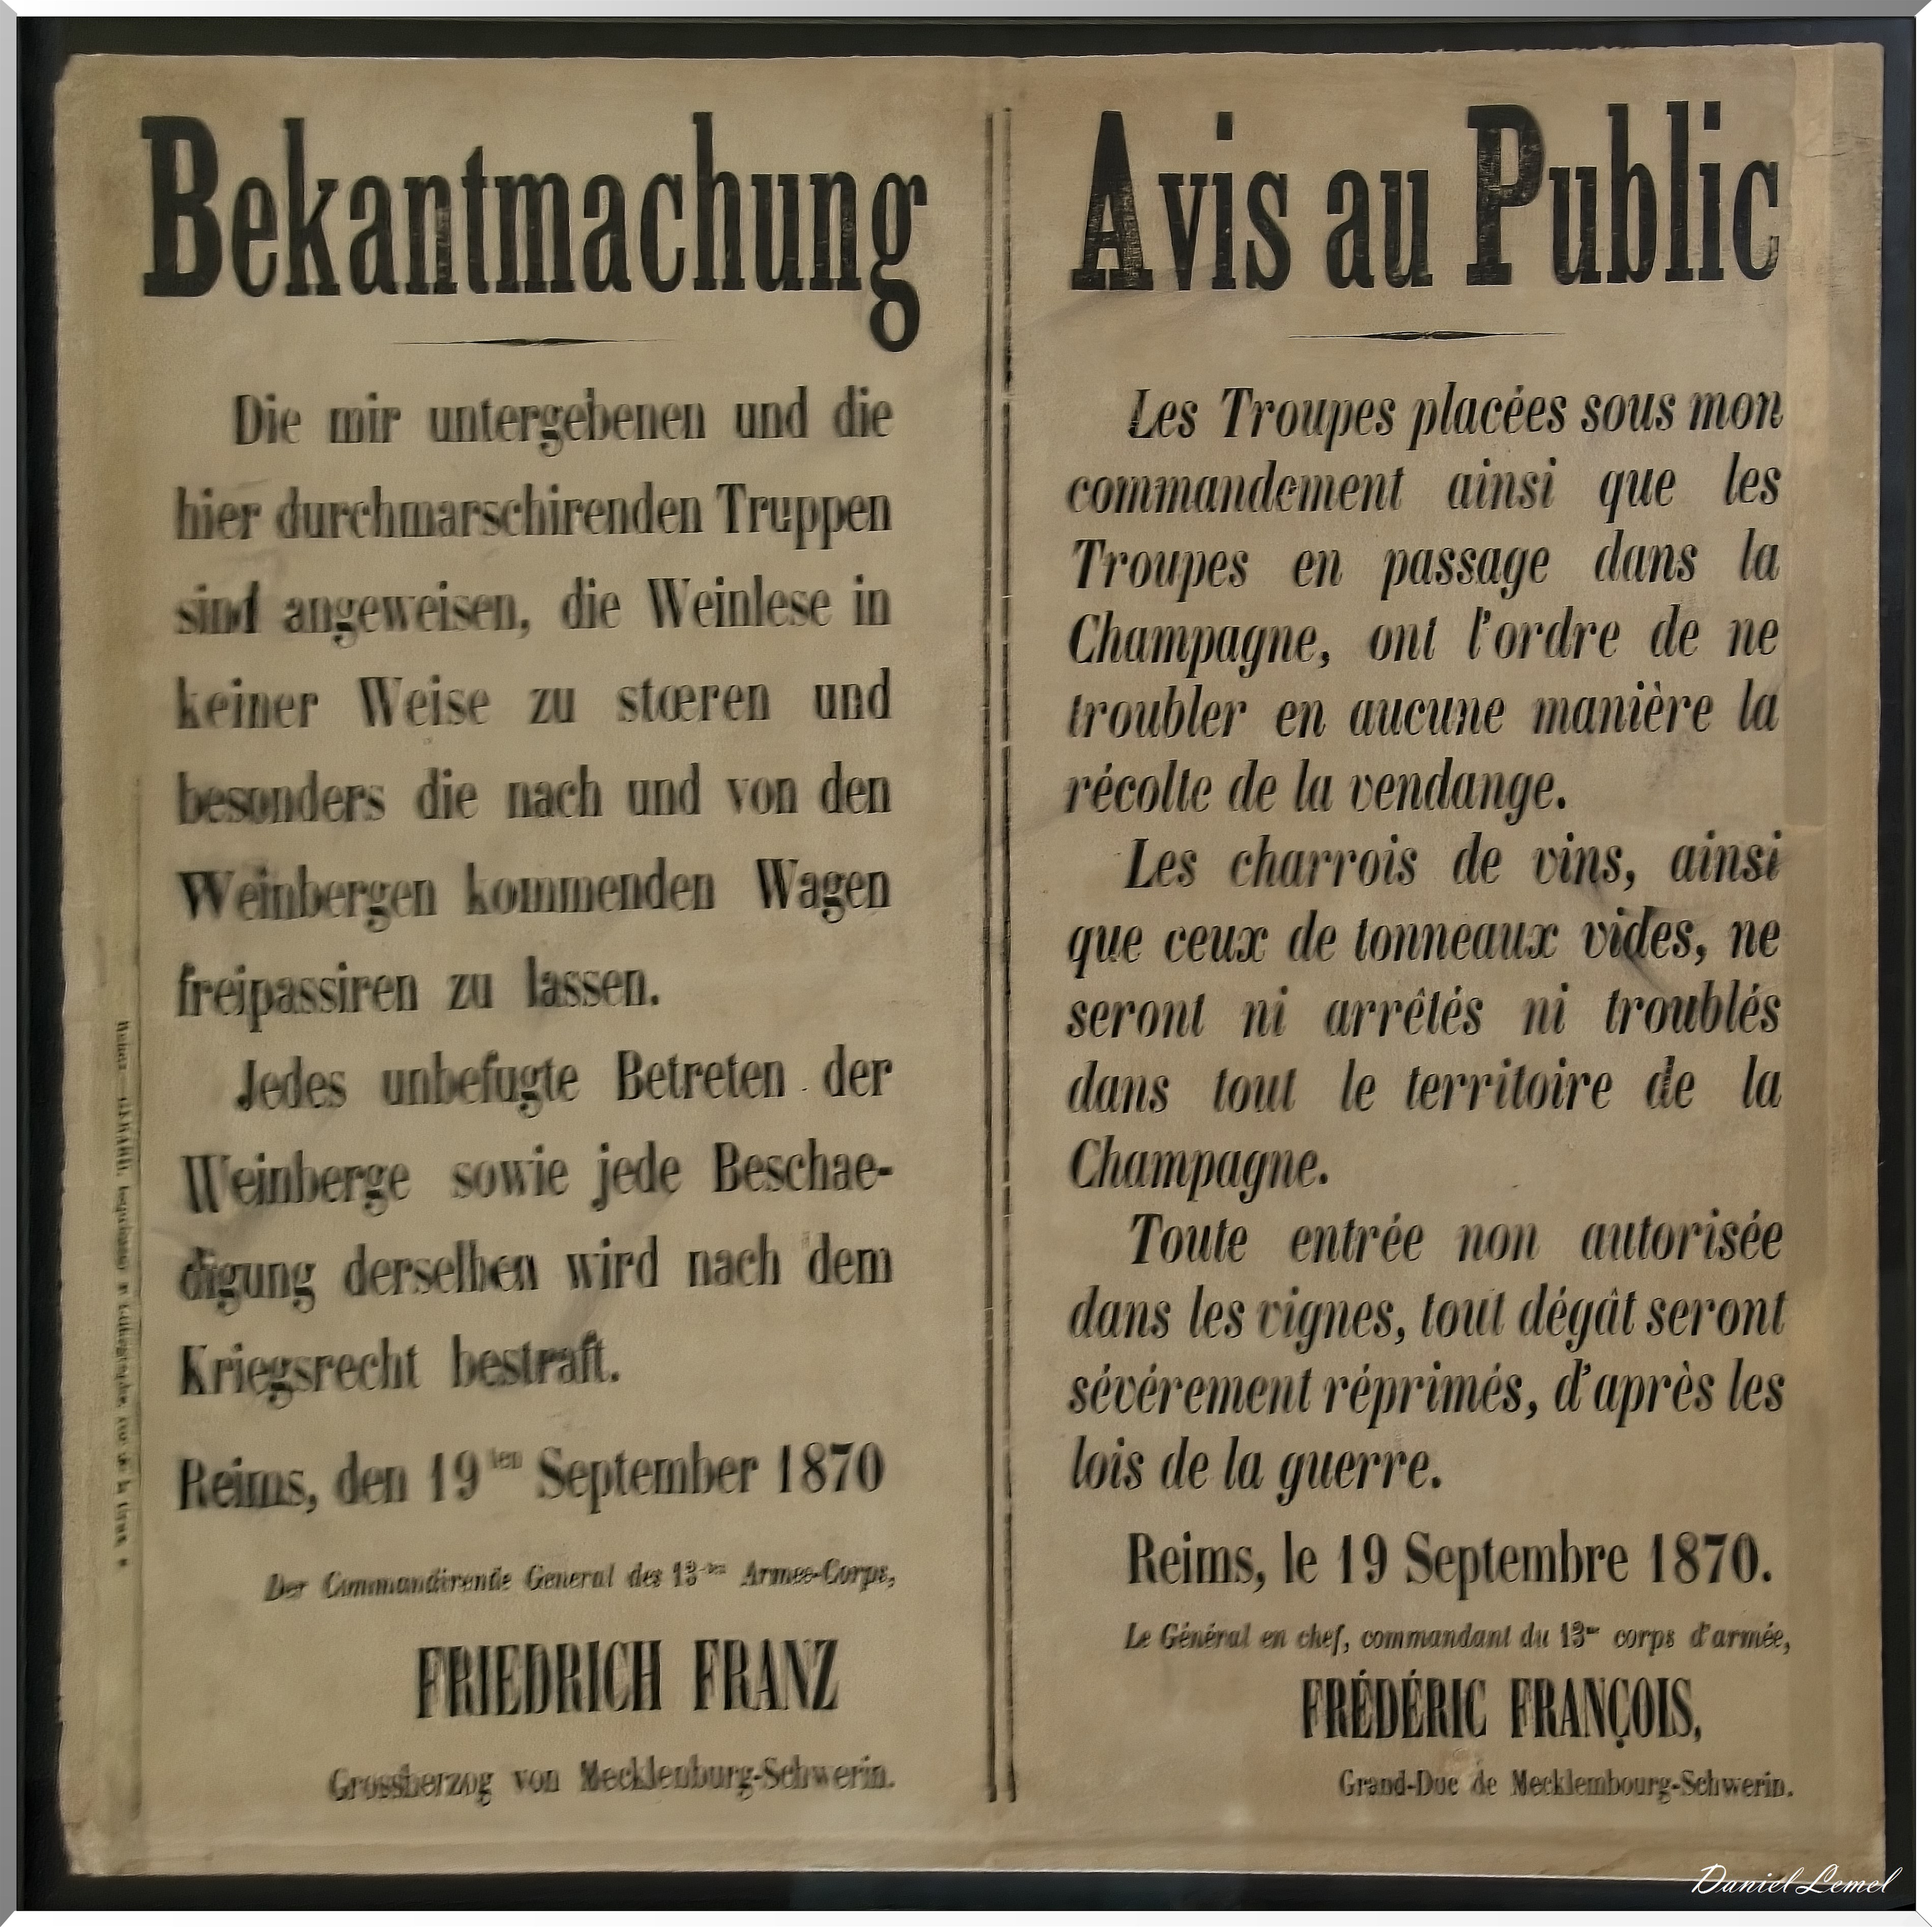 Bekantmachung
Die mir untergebenen und die
hier durchmarschirenden Truppen
sind angeweisen, die Weinlese in
keiner Weise zu stœren und
besonders die nach und von den
Weinbergen kommenden Wagen
freipassiren zu lassen.
Jedes unbefugte Betreten der
Weinberge sowie jede Beschae-
digung derselben wird nach dem
Kriegsrecht bestraft.
Reims, den 19ten September 1870
Der Commandirende General des 13ten Armee-Corps,
FRIEDRICH FRANZ
Grossherzog von Mecklenburg-Schwerin.
Avis au Public
Les Troupes placées sous mon
commandement ainsi que les
Troupes en passage dans la
Champagne, ont l'ordre de ne
troubler en aucune manière la
récolte de la vendange.
Les charrois de vins, ainsi
que ceux de tonneaux vides, ne
seront ni arrêtés ni troublés
dans tout le territoire de la
Champagne.
Toute entrée non autorisée
dans les vignes, tout dégât seront
sévérement réprimés, d'après les
lois de la guerre.
Reims, le 19 Septembre 1870.
Le Général en chef, commandant du 13me corps d'armée,
FRÉDÉRIC FRANÇOIS,
Grand-Duc de Mecklembourg-Schwerin.
Daniel Lemel